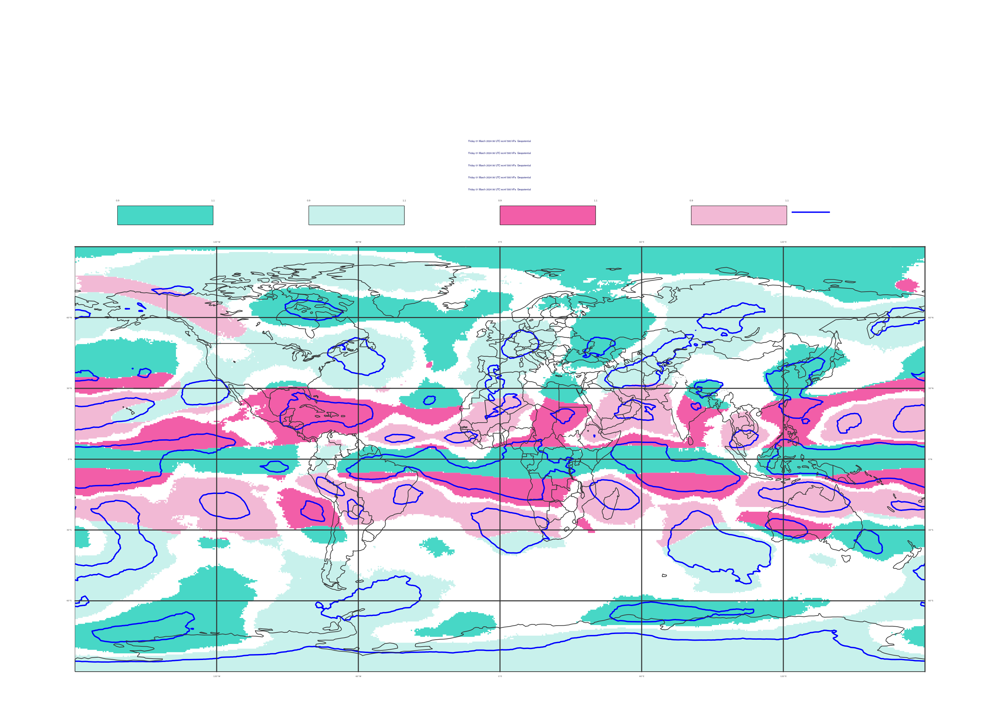 Friday 01 March 2024 06 UTC ecmf 500 hPa Geopotential
Friday 01 March 2024 06 UTC ecmf 500 hPa Geopotential
Friday 01 March 2024 06 UTC ecmf 500 hPa Geopotential
Friday 01 March 2024 06 UTC ecmf 500 hPa Geopotential
Friday 01 March 2024 06 UTC ecmf 500 hPa Geopotential
0.9 1.1 0.9 1.1 0.9 1.1 0.9 1.1
120°W 60°W 0°E 60°E 120°E
60°N 60°N
30°N 30°N
0°N 0°N
30°S 30°S
60°S 60°S
120°W 60°W 0°E 60°E 120°E